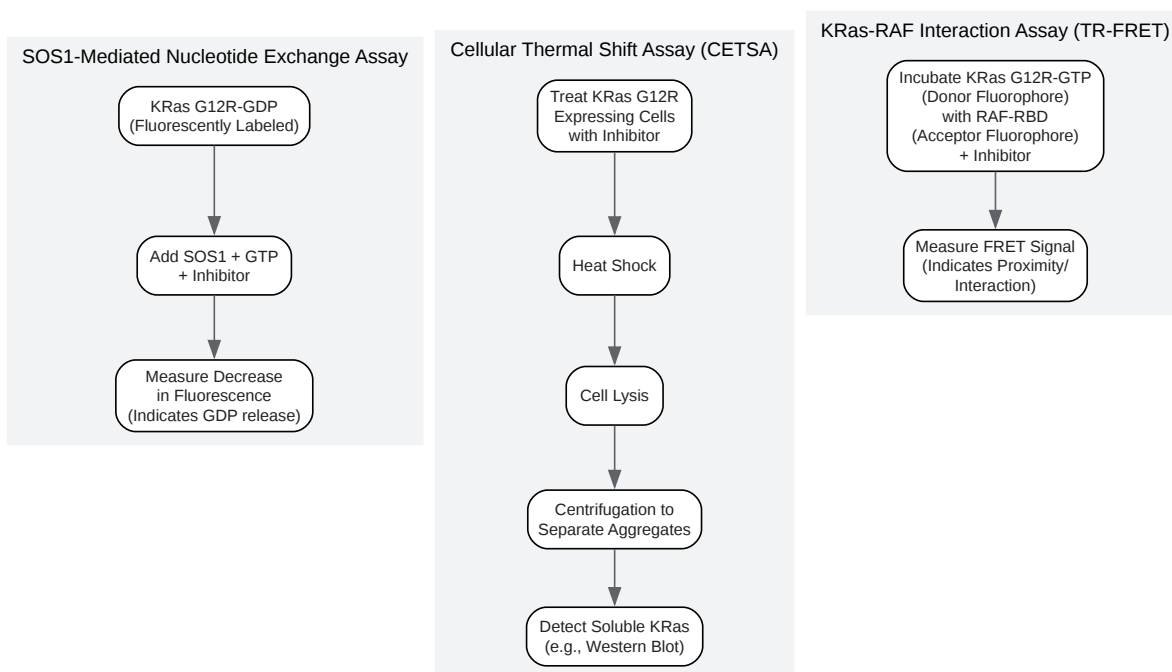 SOS1-Mediated Nucleotide Exchange Assay
KRas G12R-GDP
(Fluorescently Labeled)
Add SOS1 + GTP
+ Inhibitor
Measure Decrease
in Fluorescence
(Indicates GDP release)
Cellular Thermal Shift Assay (CETSA)
Treat KRas G12R
Expressing Cells
with Inhibitor
Heat Shock
Cell Lysis
Centrifugation to
Separate Aggregates
Detect Soluble KRas
(e.g., Western Blot)
KRas-RAF Interaction Assay (TR-FRET)
Incubate KRas G12R-GTP
(Donor Fluorophore)
with RAF-RBD
(Acceptor Fluorophore)
+ Inhibitor
Measure FRET Signal
(Indicates Proximity/
Interaction)